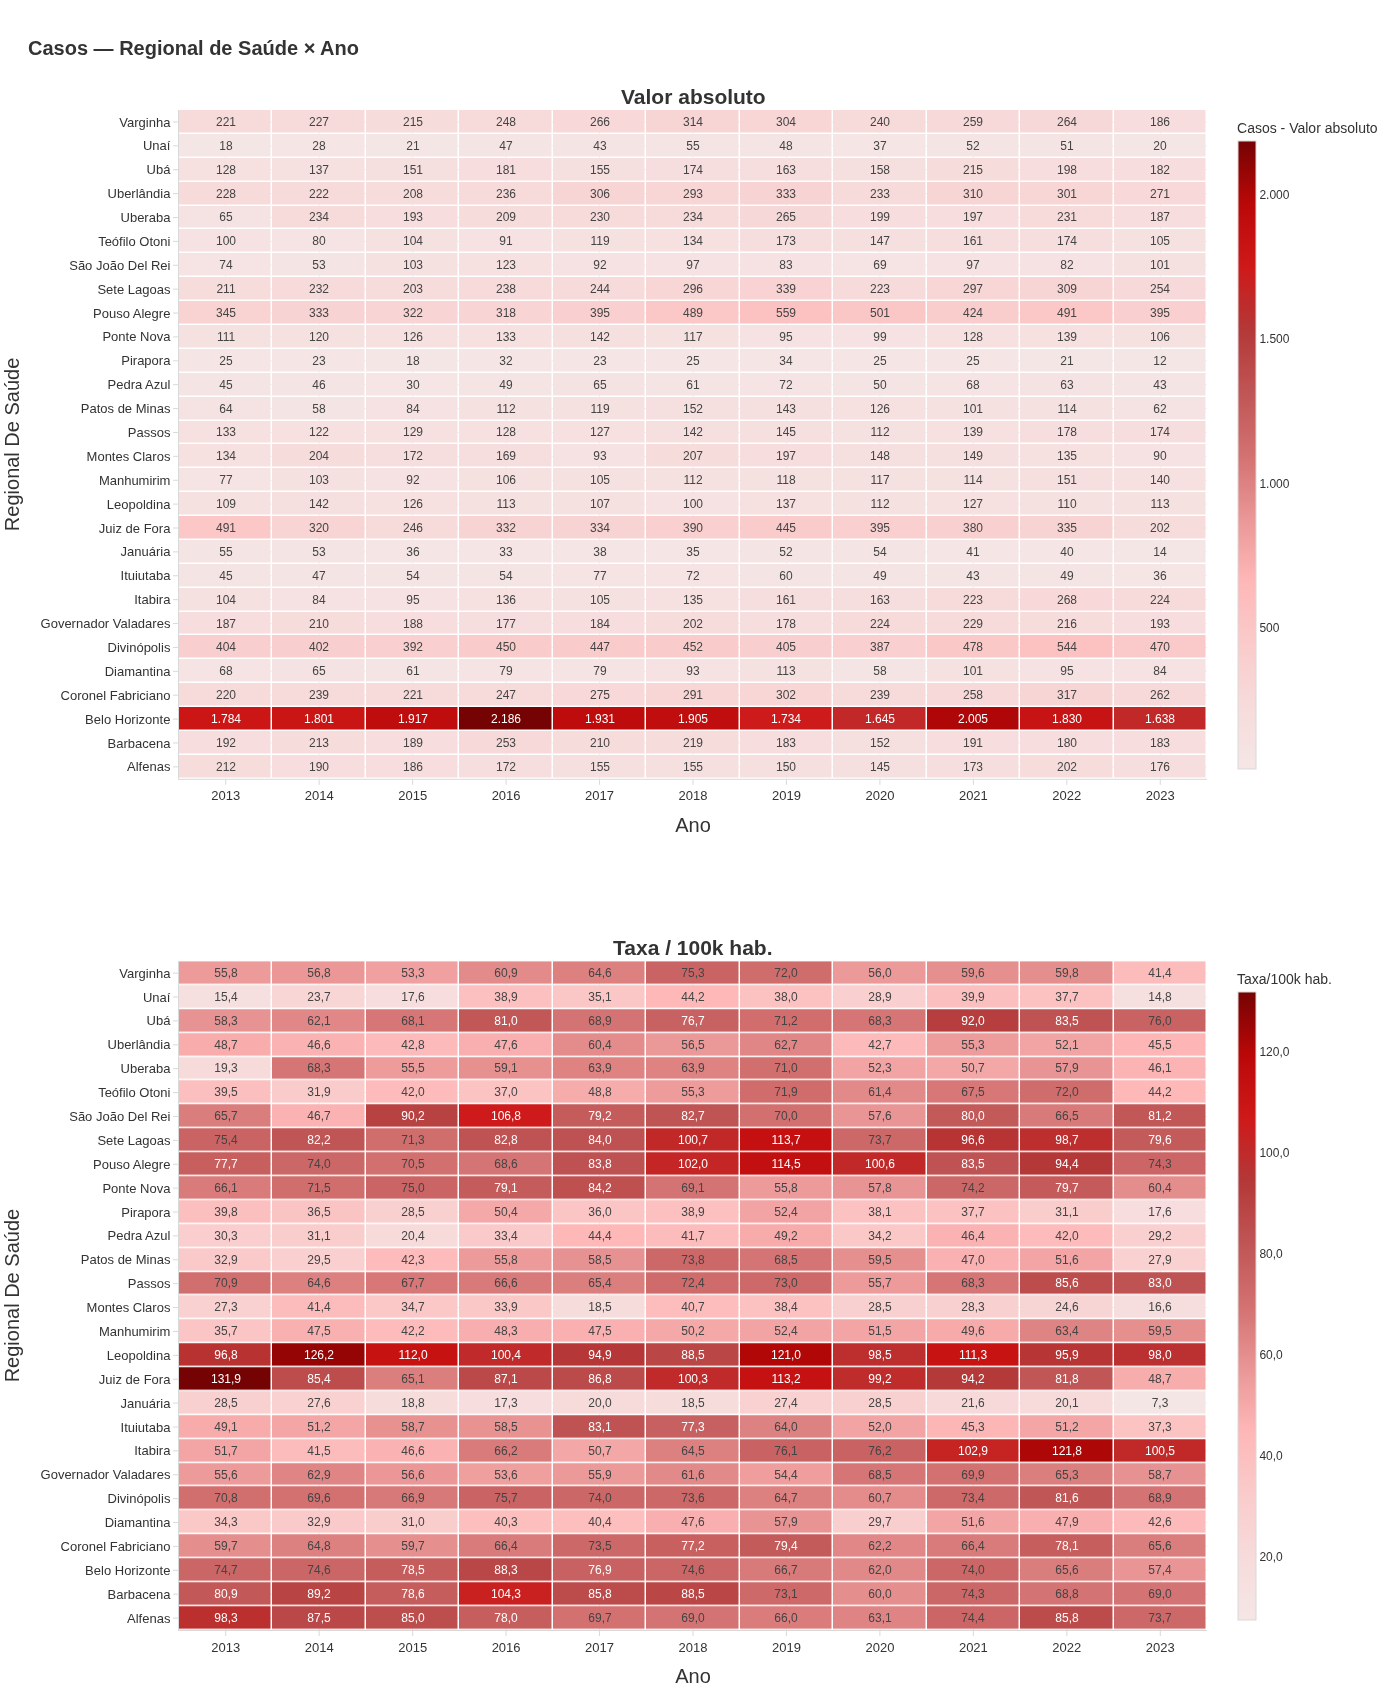 Casos — Regional de Saúde × Ano
Valor absoluto
Varginha 221 227 215 248 266 314 304 240 259 264 186
Unaí 18 28 21 47 43 55 48 37 52 51 20
Ubá 128 137 151 181 155 174 163 158 215 198 182
Uberlândia 228 222 208 236 306 293 333 233 310 301 271
Uberaba 65 234 193 209 230 234 265 199 197 231 187
Teófilo Otoni 100 80 104 91 119 134 173 147 161 174 105
São João Del Rei 74 53 103 123 92 97 83 69 97 82 101
Sete Lagoas 211 232 203 238 244 296 339 223 297 309 254
Pouso Alegre 345 333 322 318 395 489 559 501 424 491 395
Ponte Nova 111 120 126 133 142 117 95 99 128 139 106
Pirapora 25 23 18 32 23 25 34 25 25 21 12
Pedra Azul 45 46 30 49 65 61 72 50 68 63 43
Patos de Minas 64 58 84 112 119 152 143 126 101 114 62
Passos 133 122 129 128 127 142 145 112 139 178 174
Montes Claros 134 204 172 169 93 207 197 148 149 135 90
Manhumirim 77 103 92 106 105 112 118 117 114 151 140
Leopoldina 109 142 126 113 107 100 137 112 127 110 113
Juiz de Fora 491 320 246 332 334 390 445 395 380 335 202
Januária 55 53 36 33 38 35 52 54 41 40 14
Ituiutaba 45 47 54 54 77 72 60 49 43 49 36
Itabira 104 84 95 136 105 135 161 163 223 268 224
Governador Valadares 187 210 188 177 184 202 178 224 229 216 193
Divinópolis 404 402 392 450 447 452 405 387 478 544 470
Diamantina 68 65 61 79 79 93 113 58 101 95 84
Coronel Fabriciano 220 239 221 247 275 291 302 239 258 317 262
Belo Horizonte 1.784 1.801 1.917 2.186 1.931 1.905 1.734 1.645 2.005 1.830 1.638
Barbacena 192 213 189 253 210 219 183 152 191 180 183
Alfenas 212 190 186 172 155 155 150 145 173 202 176
2013 2014 2015 2016 2017 2018 2019 2020 2021 2022 2023
Ano
Regional De Saúde
Casos - Valor absoluto
2.000
1.500
1.000
500
Taxa / 100k hab.
Varginha 55,8 56,8 53,3 60,9 64,6 75,3 72,0 56,0 59,6 59,8 41,4
Unaí 15,4 23,7 17,6 38,9 35,1 44,2 38,0 28,9 39,9 37,7 14,8
Ubá 58,3 62,1 68,1 81,0 68,9 76,7 71,2 68,3 92,0 83,5 76,0
Uberlândia 48,7 46,6 42,8 47,6 60,4 56,5 62,7 42,7 55,3 52,1 45,5
Uberaba 19,3 68,3 55,5 59,1 63,9 63,9 71,0 52,3 50,7 57,9 46,1
Teófilo Otoni 39,5 31,9 42,0 37,0 48,8 55,3 71,9 61,4 67,5 72,0 44,2
São João Del Rei 65,7 46,7 90,2 106,8 79,2 82,7 70,0 57,6 80,0 66,5 81,2
Sete Lagoas 75,4 82,2 71,3 82,8 84,0 100,7 113,7 73,7 96,6 98,7 79,6
Pouso Alegre 77,7 74,0 70,5 68,6 83,8 102,0 114,5 100,6 83,5 94,4 74,3
Ponte Nova 66,1 71,5 75,0 79,1 84,2 69,1 55,8 57,8 74,2 79,7 60,4
Pirapora 39,8 36,5 28,5 50,4 36,0 38,9 52,4 38,1 37,7 31,1 17,6
Pedra Azul 30,3 31,1 20,4 33,4 44,4 41,7 49,2 34,2 46,4 42,0 29,2
Patos de Minas 32,9 29,5 42,3 55,8 58,5 73,8 68,5 59,5 47,0 51,6 27,9
Passos 70,9 64,6 67,7 66,6 65,4 72,4 73,0 55,7 68,3 85,6 83,0
Montes Claros 27,3 41,4 34,7 33,9 18,5 40,7 38,4 28,5 28,3 24,6 16,6
Manhumirim 35,7 47,5 42,2 48,3 47,5 50,2 52,4 51,5 49,6 63,4 59,5
Leopoldina 96,8 126,2 112,0 100,4 94,9 88,5 121,0 98,5 111,3 95,9 98,0
Juiz de Fora 131,9 85,4 65,1 87,1 86,8 100,3 113,2 99,2 94,2 81,8 48,7
Januária 28,5 27,6 18,8 17,3 20,0 18,5 27,4 28,5 21,6 20,1 7,3
Ituiutaba 49,1 51,2 58,7 58,5 83,1 77,3 64,0 52,0 45,3 51,2 37,3
Itabira 51,7 41,5 46,6 66,2 50,7 64,5 76,1 76,2 102,9 121,8 100,5
Governador Valadares 55,6 62,9 56,6 53,6 55,9 61,6 54,4 68,5 69,9 65,3 58,7
Divinópolis 70,8 69,6 66,9 75,7 74,0 73,6 64,7 60,7 73,4 81,6 68,9
Diamantina 34,3 32,9 31,0 40,3 40,4 47,6 57,9 29,7 51,6 47,9 42,6
Coronel Fabriciano 59,7 64,8 59,7 66,4 73,5 77,2 79,4 62,2 66,4 78,1 65,6
Belo Horizonte 74,7 74,6 78,5 88,3 76,9 74,6 66,7 62,0 74,0 65,6 57,4
Barbacena 80,9 89,2 78,6 104,3 85,8 88,5 73,1 60,0 74,3 68,8 69,0
Alfenas 98,3 87,5 85,0 78,0 69,7 69,0 66,0 63,1 74,4 85,8 73,7
2013 2014 2015 2016 2017 2018 2019 2020 2021 2022 2023
Ano
Regional De Saúde
Taxa/100k hab.
120,0
100,0
80,0
60,0
40,0
20,0